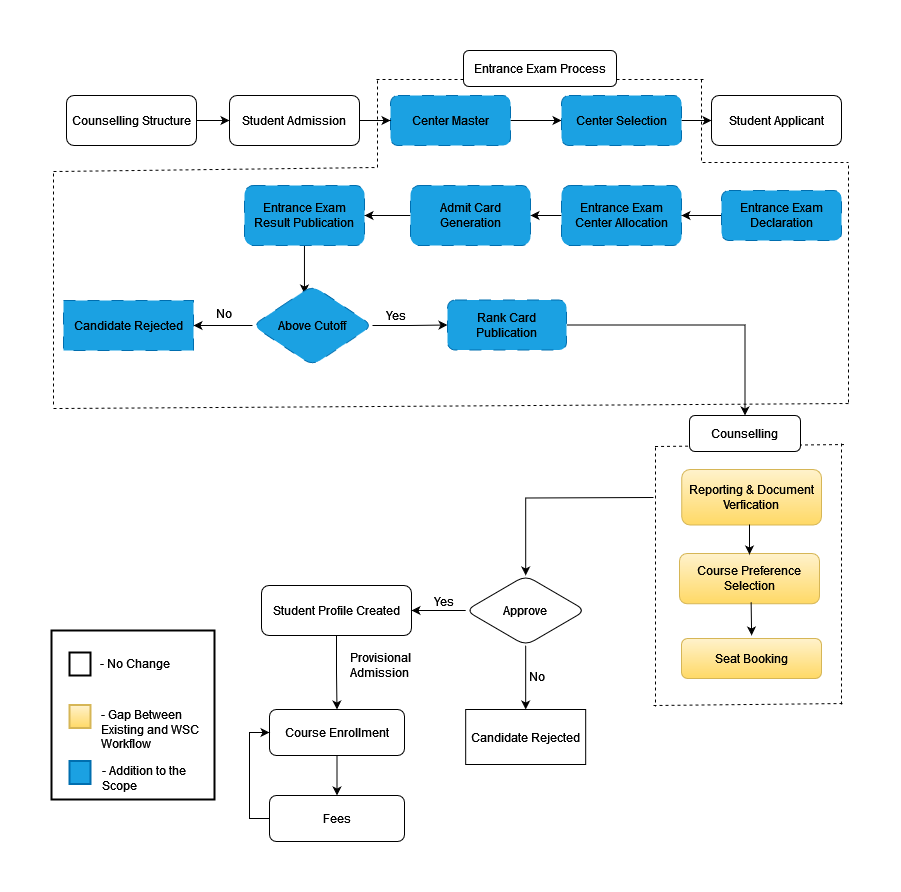 Entrance Exam Process
Counselling Structure
Student Admission
Center Master
Center Selection
Student Applicant
Entrance Exam
Result Publication
Admit Card
Generation
Entrance Exam
Center Allocation
Entrance Exam
Declaration
Candidate Rejected
No
Above Cutoff
Yes
Rank Card
Publication
Counselling
Reporting & Document
Verfication
Course Preference
Selection
Seat Booking
Approve
Yes
No
Student Profile Created
Provisional
Admission
Candidate Rejected
Course Enrollment
Fees
- No Change
- Gap Between
Existing and WSC
Workflow
- Addition to the
Scope